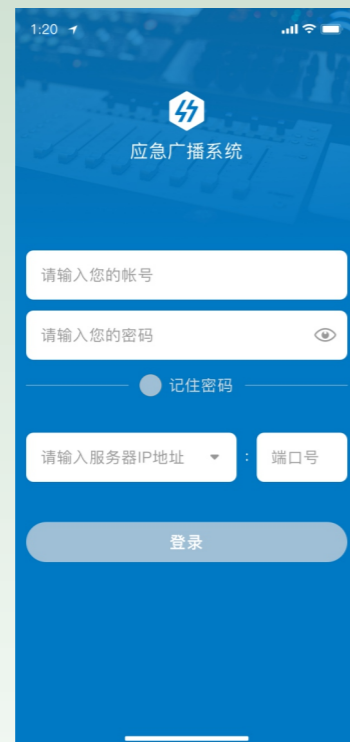 1:20
应急广播系统
请输入您的帐号
请输入您的密码
记住密码
请输入服务器IP地址 : 端口号
登录